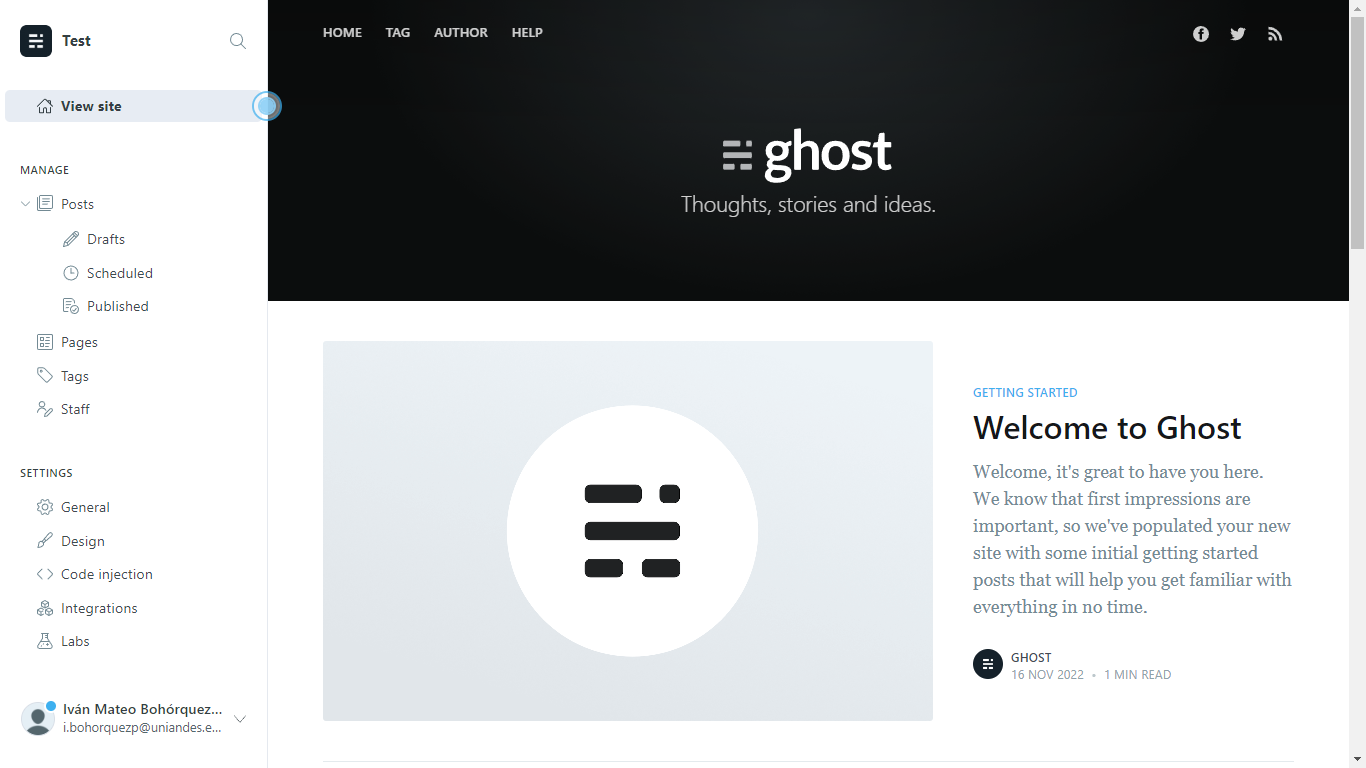 Test
View site
MANAGE
Posts
Drafts
Scheduled
Published
Pages
Tags
Staff
SETTINGS
General
Design
Code injection
Integrations
Labs
Iván Mateo Bohórquez...
i.bohorquezp@uniandes.e...
HOME TAG AUTHOR HELP
ghost
Thoughts, stories and ideas.
GETTING STARTED
Welcome to Ghost
Welcome, it's great to have you here.
We know that first impressions are
important, so we've populated your new
site with some initial getting started
posts that will help you get familiar with
everything in no time.
GHOST
16 NOV 2022 • 1 MIN READ